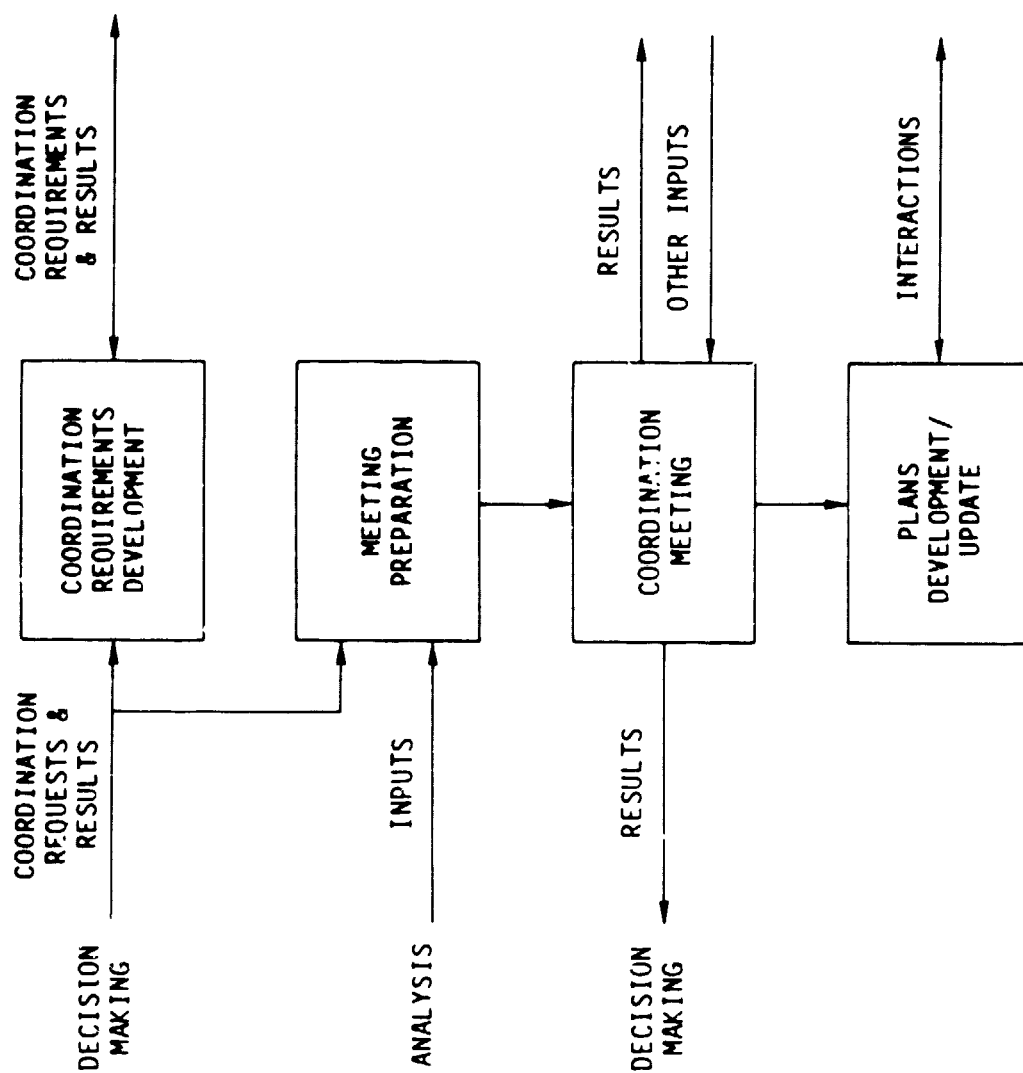 DECISION
MAKING
COORDINATION
REQUESTS &
RESULTS
COORDINATION
REQUIREMENTS
DEVELOPMENT
COORDINATION
REQUIREMENTS
& RESULTS
ANALYSIS
INPUTS
MEETING
PREPARATION
DECISION
MAKING
RESULTS
COORDINATION
MEETING
RESULTS
OTHER INPUTS
PLANS
DEVELOPMENT/
UPDATE
INTERACTIONS